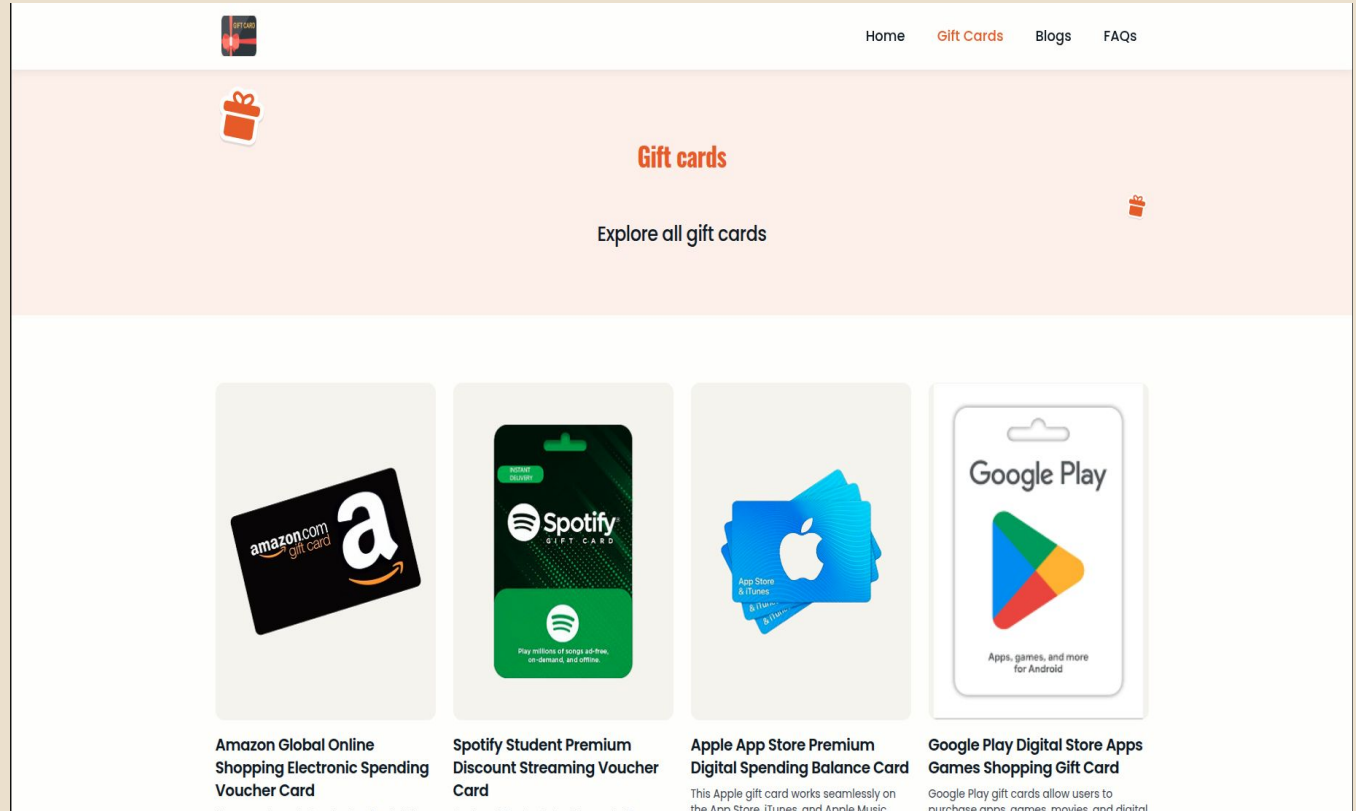 GIFT CARD
Home
Gift Cards
Blogs
FAQs
Gift cards
Explore all gift cards
amazon.com
gift card
a
INSTANT
DELIVERY
Spotify®
GIFT CARD
Play millions of songs ad-free,
on-demand, and offline.
App Store
& iTunes
& iTunes
Google Play
Apps, games, and more
for Android
Amazon Global Online
Shopping Electronic Spending
Voucher Card
Spotify Student Premium
Discount Streaming Voucher
Card
Apple App Store Premium
Digital Spending Balance Card
This Apple gift card works seamlessly on
the App Store, iTunes, and Apple Music
Google Play Digital Store Apps
Games Shopping Gift Card
Google Play gift cards allow users to
purchase apps, games, movies, and digital